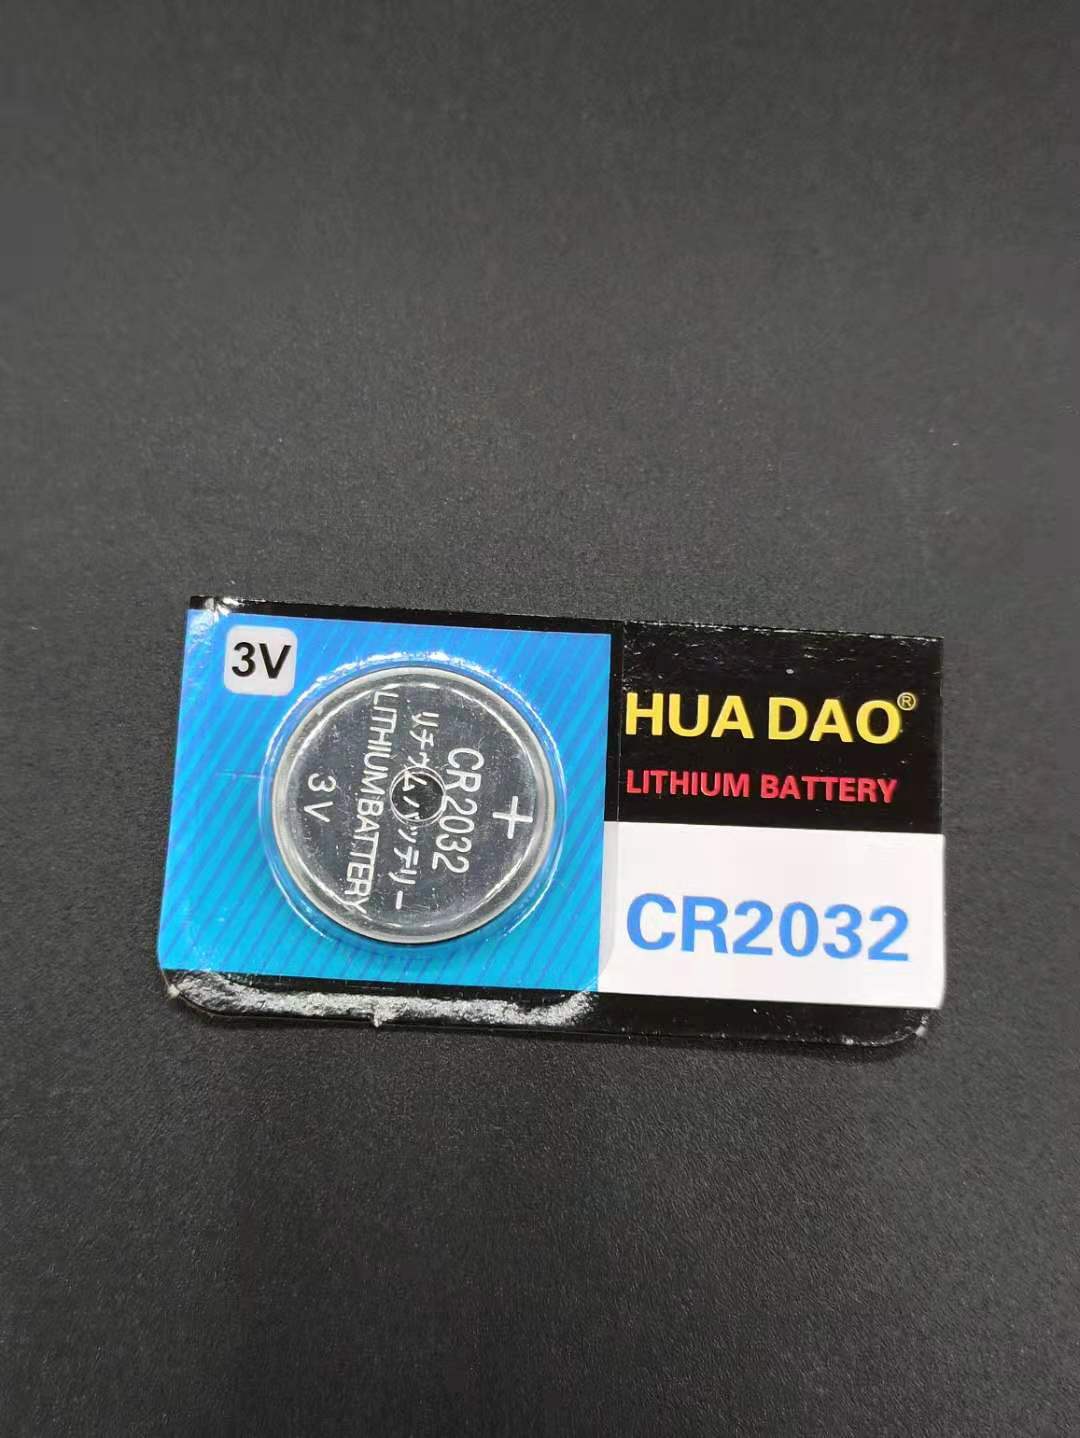 3V
HUA DAO®
LITHIUM BATTERY
CR2032
+
CR2032
リチウムバッテリー
LITHIUM BATTERY
3V